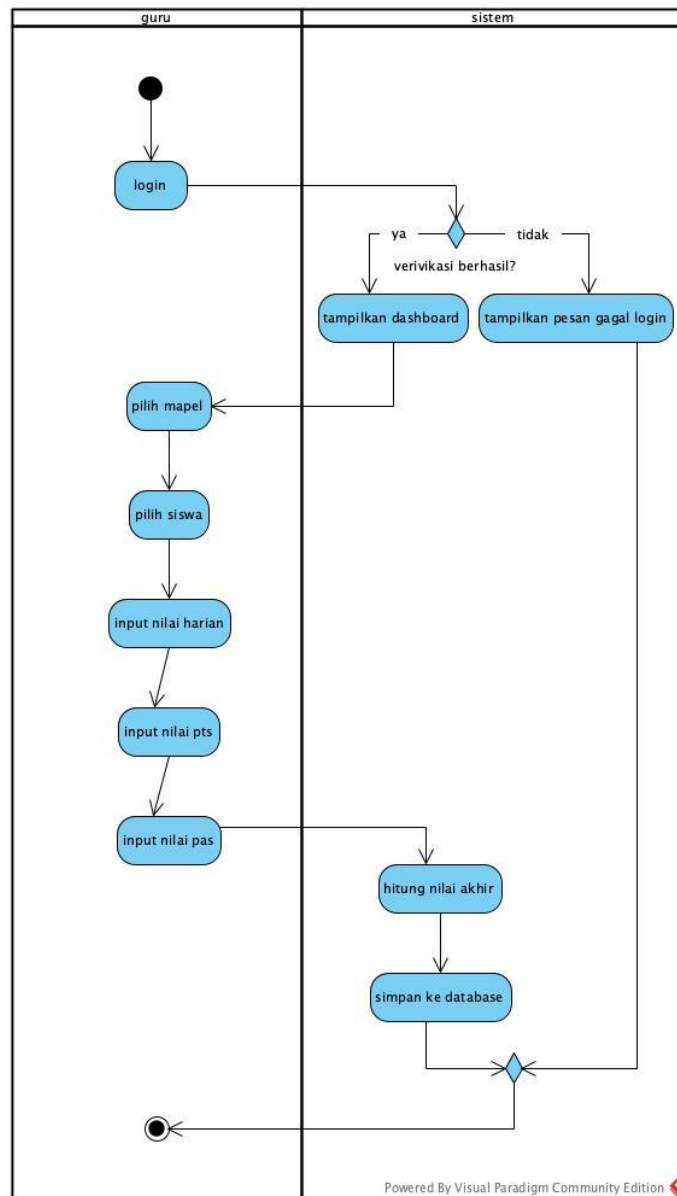 guru
sistem
login
ya
tidak
verivikasi berhasil?
tampilkan dashboard
tampilkan pesan gagal login
pilih mapel
pilih siswa
input nilai harian
input nilai pts
input nilai pas
hitung nilai akhir
simpan ke database
Powered By Visual Paradigm Community Edition